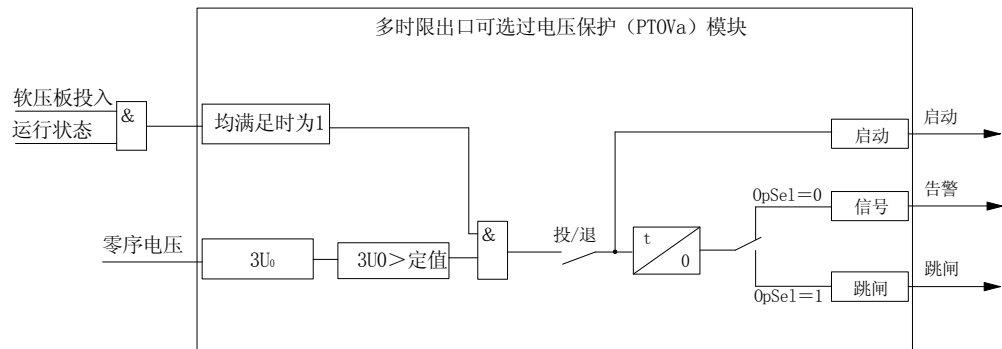 多时限出口可选过电压保护（PTOVa）模块
软压板投入
&
运行状态
均满足时为1
启动
启动
OpSel＝0
信号
告警
零序电压
3U₀
3U0＞定值
&
投/退
t
0
OpSel＝1
跳闸
跳闸